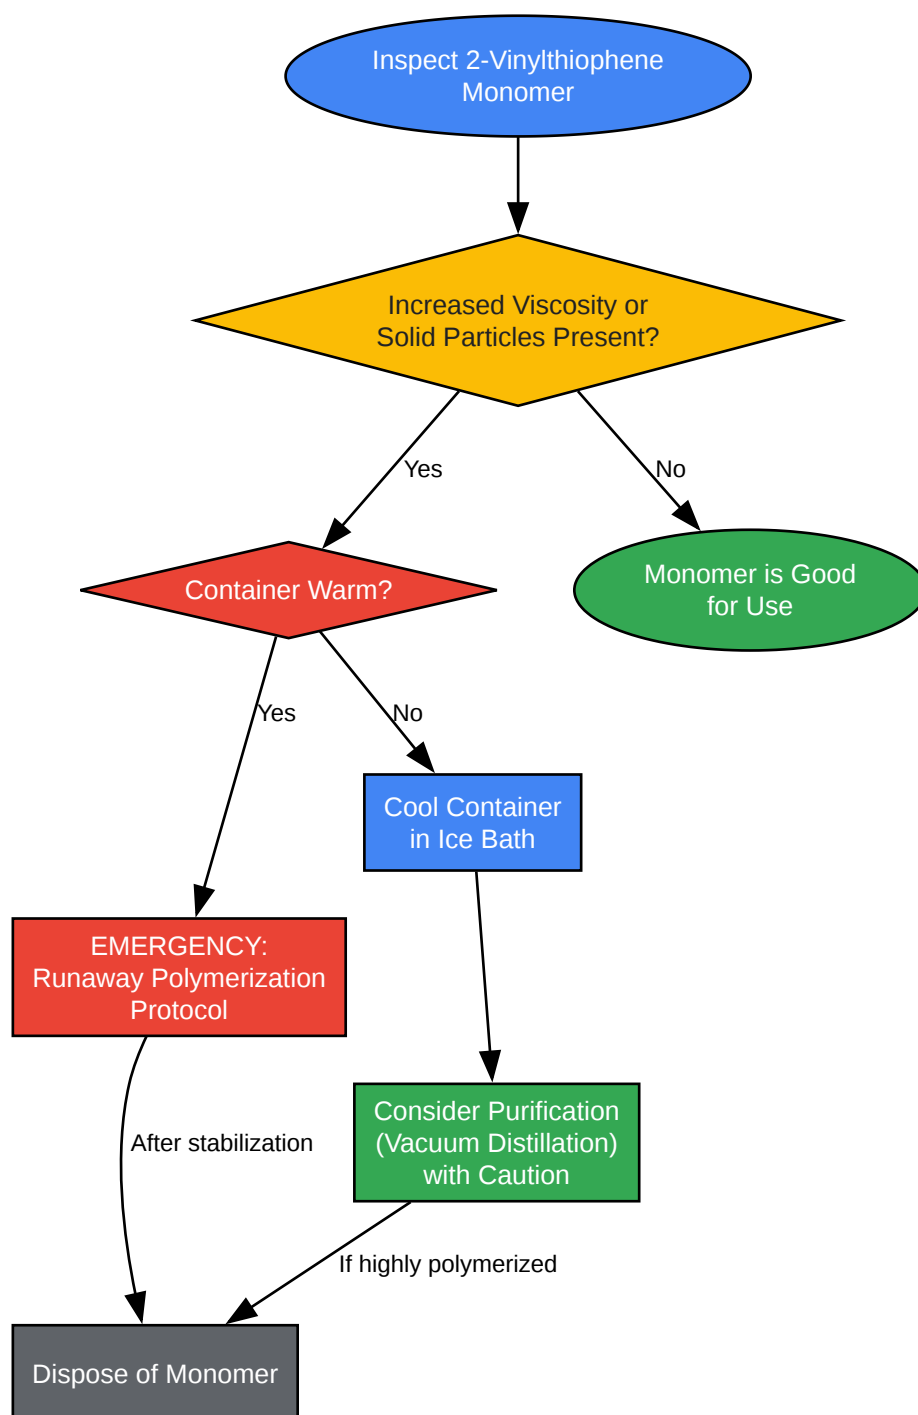 Inspect 2-Vinylthiophene
Monomer
Increased Viscosity or
Solid Particles Present?
Yes
No
Container Warm?
Monomer is Good
for Use
Yes
No
Cool Container
in Ice Bath
EMERGENCY:
Runaway Polymerization
Protocol
Consider Purification
(Vacuum Distillation)
with Caution
After stabilization
If highly polymerized
Dispose of Monomer